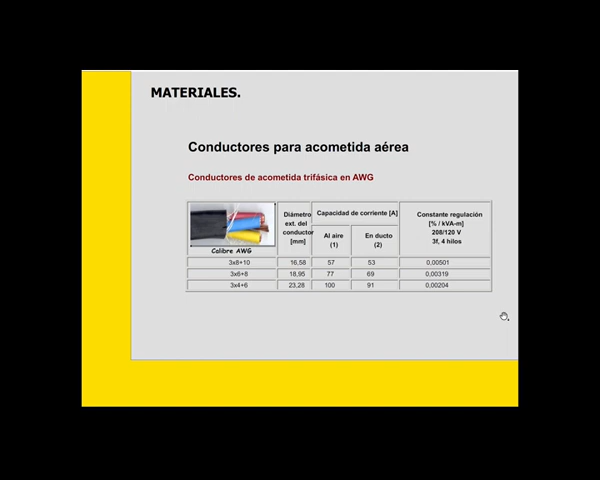 MATERIALES.
Conductores para acometida aérea
Conductores de acometida trifásica en AWG
Calibre AWG
Diámetro
ext. del
conductor
[mm]
Capacidad de corriente [A]
Al aire
(1)
En ducto
(2)
Constante regulación
[% / kVA-m]
208/120 V
3f, 4 hilos
3x8+10 16,58 57 53 0,00501
3x6+8 18,95 77 69 0,00319
3x4+6 23,28 100 91 0,00204